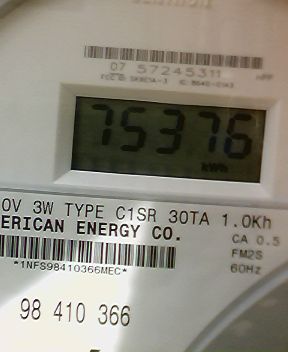 07 57245311
75376
kWh
0V 3W TYPE C1SR 30TA 1.0Kh
ERICAN ENERGY CO.
CA 0.5
FM2S
60Hz
*1NFS98410366MEC*
98 410 366